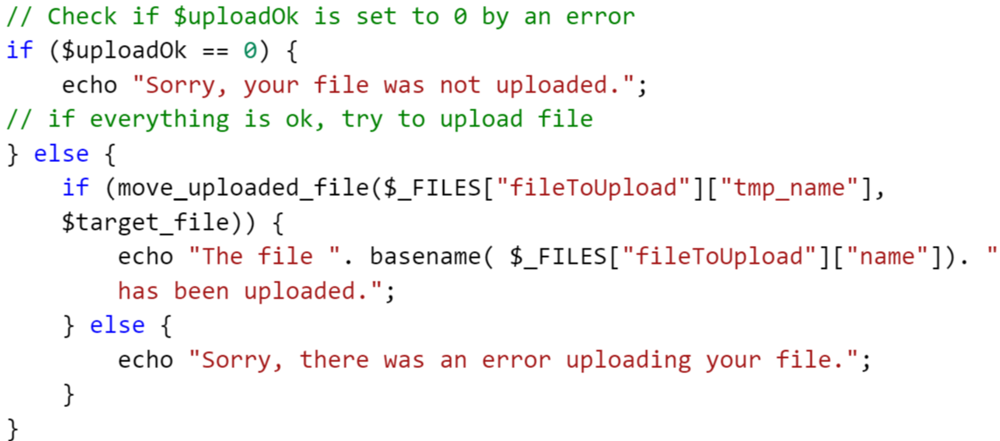 // Check if $uploadOk is set to 0 by an error
if ($uploadOk == 0) {
    echo "Sorry, your file was not uploaded.";
// if everything is ok, try to upload file
} else {
    if (move_uploaded_file($_FILES["fileToUpload"]["tmp_name"],
    $target_file)) {
        echo "The file ". basename( $_FILES["fileToUpload"]["name"]). "
        has been uploaded.";
    } else {
        echo "Sorry, there was an error uploading your file.";
    }
}